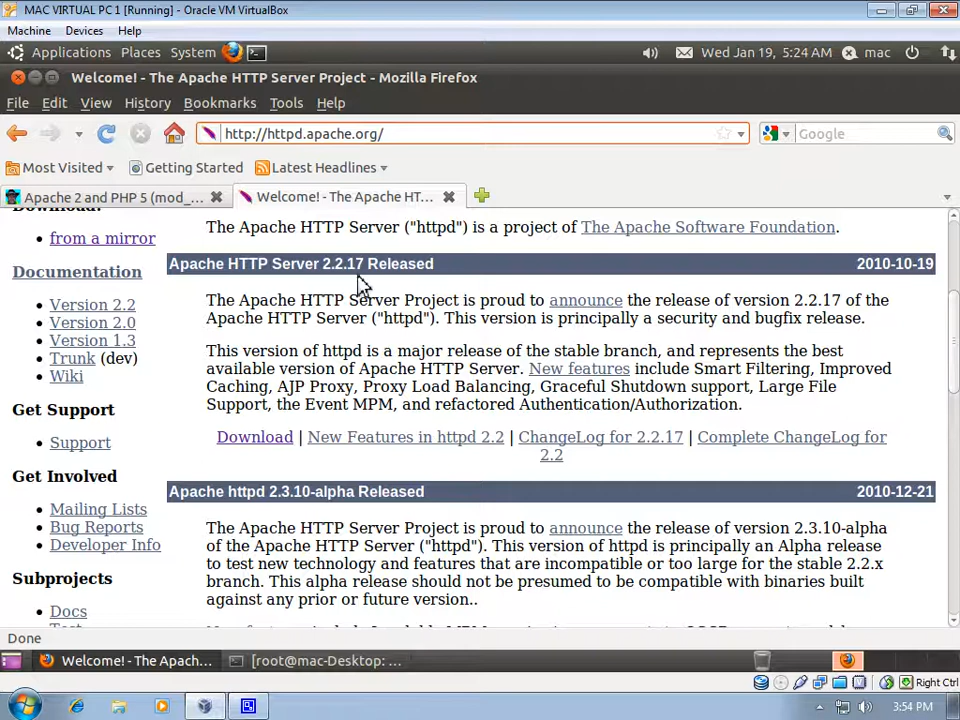 MAC VIRTUAL PC 1 [Running] - Oracle VM VirtualBox
Machine Devices Help
Applications Places System Wed Jan 19, 5:24 AM mac
Welcome! - The Apache HTTP Server Project - Mozilla Firefox
File Edit View History Bookmarks Tools Help
http://httpd.apache.org/ Google
Most Visited Getting Started Latest Headlines
Apache 2 and PHP 5 (mod_... Welcome! - The Apache HT...
Download:
• from a mirror
Documentation
• Version 2.2
• Version 2.0
• Version 1.3
• Trunk (dev)
• Wiki
Get Support
• Support
Get Involved
• Mailing Lists
• Bug Reports
• Developer Info
Subprojects
• Docs
The Apache HTTP Server ("httpd") is a project of The Apache Software Foundation.
Apache HTTP Server 2.2.17 Released 2010-10-19
The Apache HTTP Server Project is proud to announce the release of version 2.2.17 of the
Apache HTTP Server ("httpd"). This version is principally a security and bugfix release.
This version of httpd is a major release of the stable branch, and represents the best
available version of Apache HTTP Server. New features include Smart Filtering, Improved
Caching, AJP Proxy, Proxy Load Balancing, Graceful Shutdown support, Large File
Support, the Event MPM, and refactored Authentication/Authorization.
Download | New Features in httpd 2.2 | ChangeLog for 2.2.17 | Complete ChangeLog for
2.2
Apache httpd 2.3.10-alpha Released 2010-12-21
The Apache HTTP Server Project is proud to announce the release of version 2.3.10-alpha
of the Apache HTTP Server ("httpd"). This version of httpd is principally an Alpha release
to test new technology and features that are incompatible or too large for the stable 2.2.x
branch. This alpha release should not be presumed to be compatible with binaries built
against any prior or future version..
Done
Welcome! - The Apach... [root@mac-Desktop: ...
Right Ctrl
3:54 PM